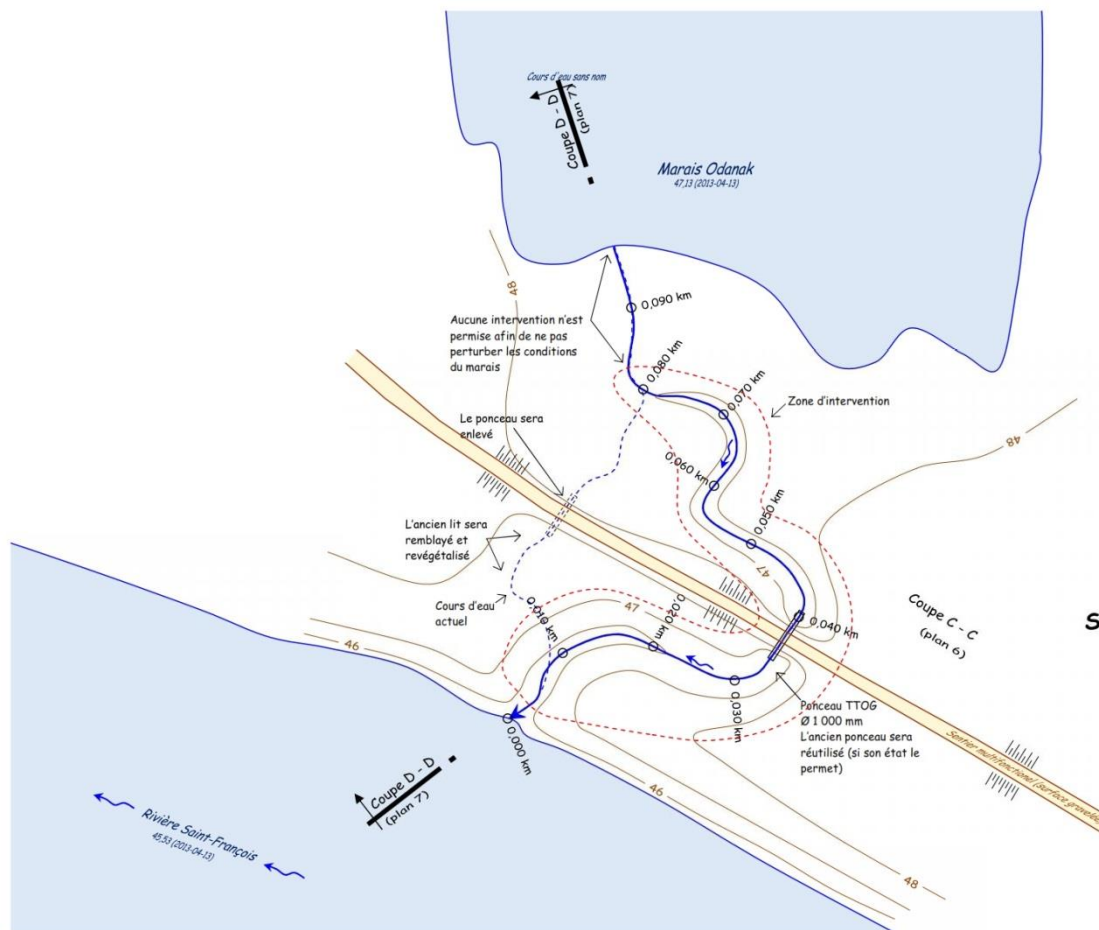 Cours d'eau sans nom
Coupe D - D
(plan 7)
Marais Odanak
47,13 (2013-04-13)
48
0,090 km
Aucune intervention n'est
permise afin de ne pas
perturber les conditions
du marais
0,080 km
0,070 km
Zone d'intervention
Le ponceau sera
enlevé
48
0,060 km
0,050 km
L'ancien lit sera
remblayé et
revégétalisé
47
Cours d'eau
actuel
0,010 km
47
0,020 km
0,040 km
Coupe C - C
(plan 6)
S
46
0,030 km
Ponceau TTOG
Ø 1 000 mm
L'ancien ponceau sera
réutilisé (si son état le
permet)
0,000 km
Sentier multifonctionel (surface gravelée)
Coupe D - D
(plan 7)
46
Rivière Saint-François
45,53 (2013-04-13)
48